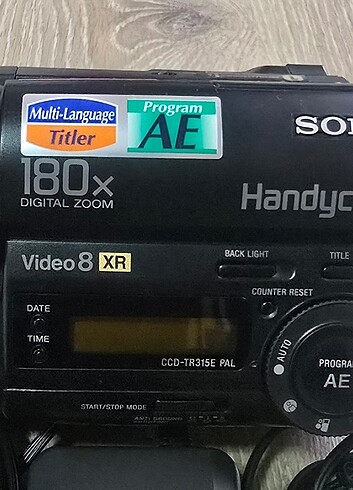 Multi-Language
Titler
Program
AE
SON
180x
DIGITAL ZOOM
Handyc
Video8 XR
BACK LIGHT
TITLE
COUNTER RESET
DATE
TIME
CCD-TR315E PAL
AUTO
PROGRA
AE
START/STOP MODE